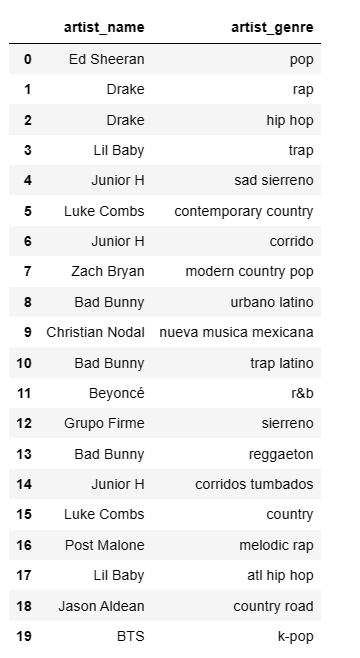 artist_name artist_genre
0 Ed Sheeran pop
1 Drake rap
2 Drake hip hop
3 Lil Baby trap
4 Junior H sad sierreno
5 Luke Combs contemporary country
6 Junior H corrido
7 Zach Bryan modern country pop
8 Bad Bunny urbano latino
9 Christian Nodal nueva musica mexicana
10 Bad Bunny trap latino
11 Beyoncé r&b
12 Grupo Firme sierreno
13 Bad Bunny reggaeton
14 Junior H corridos tumbados
15 Luke Combs country
16 Post Malone melodic rap
17 Lil Baby atl hip hop
18 Jason Aldean country road
19 BTS k-pop